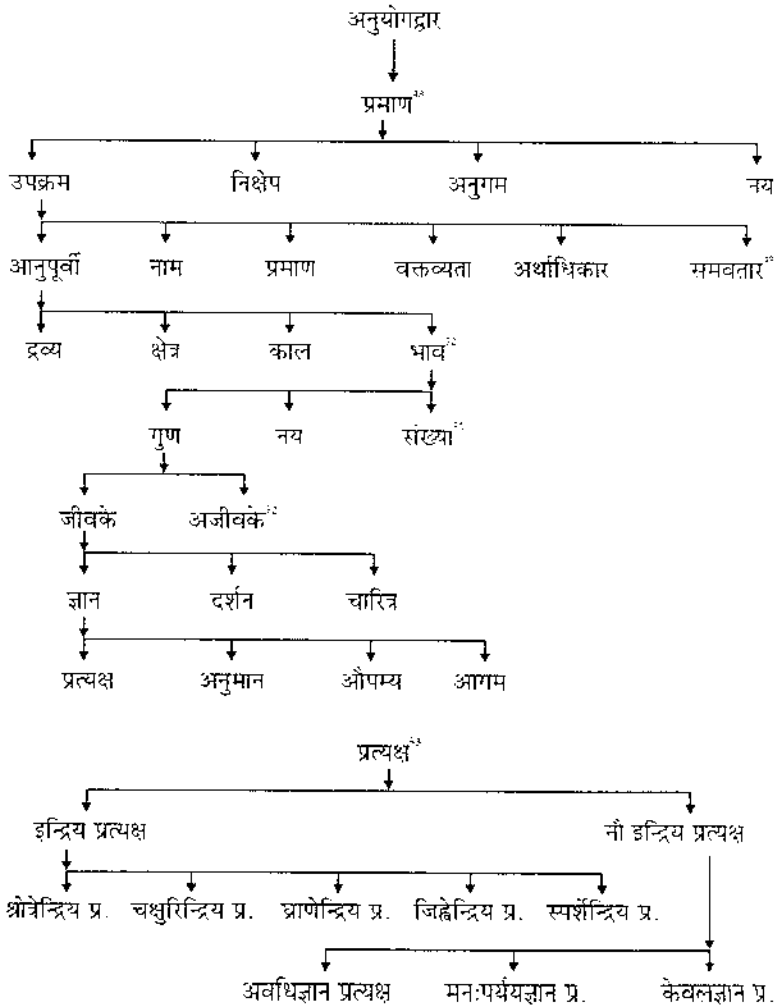 अनुयोगद्वार
प्रमाण
उपक्रम निक्षेप अनुगम नय
आनुपूर्वी नाम प्रमाण वक्तव्यता अर्थाधिकार समवतार
द्रव्य क्षेत्र काल भाव
गुण नय संख्या
जीवके अजीवके
ज्ञान दर्शन चारित्र
प्रत्यक्ष अनुमान औपम्य आगम
प्रत्यक्ष
इन्द्रिय प्रत्यक्ष नौ इन्द्रिय प्रत्यक्ष
श्रोत्रेन्द्रिय प्र. चक्षुरिन्द्रिय प्र. घ्राणेन्द्रिय प्र. जिह्वेन्द्रिय प्र. स्पर्शेन्द्रिय प्र.
अवधिज्ञान प्रत्यक्ष मनःपर्ययज्ञान प्र. केवलज्ञान प्र.